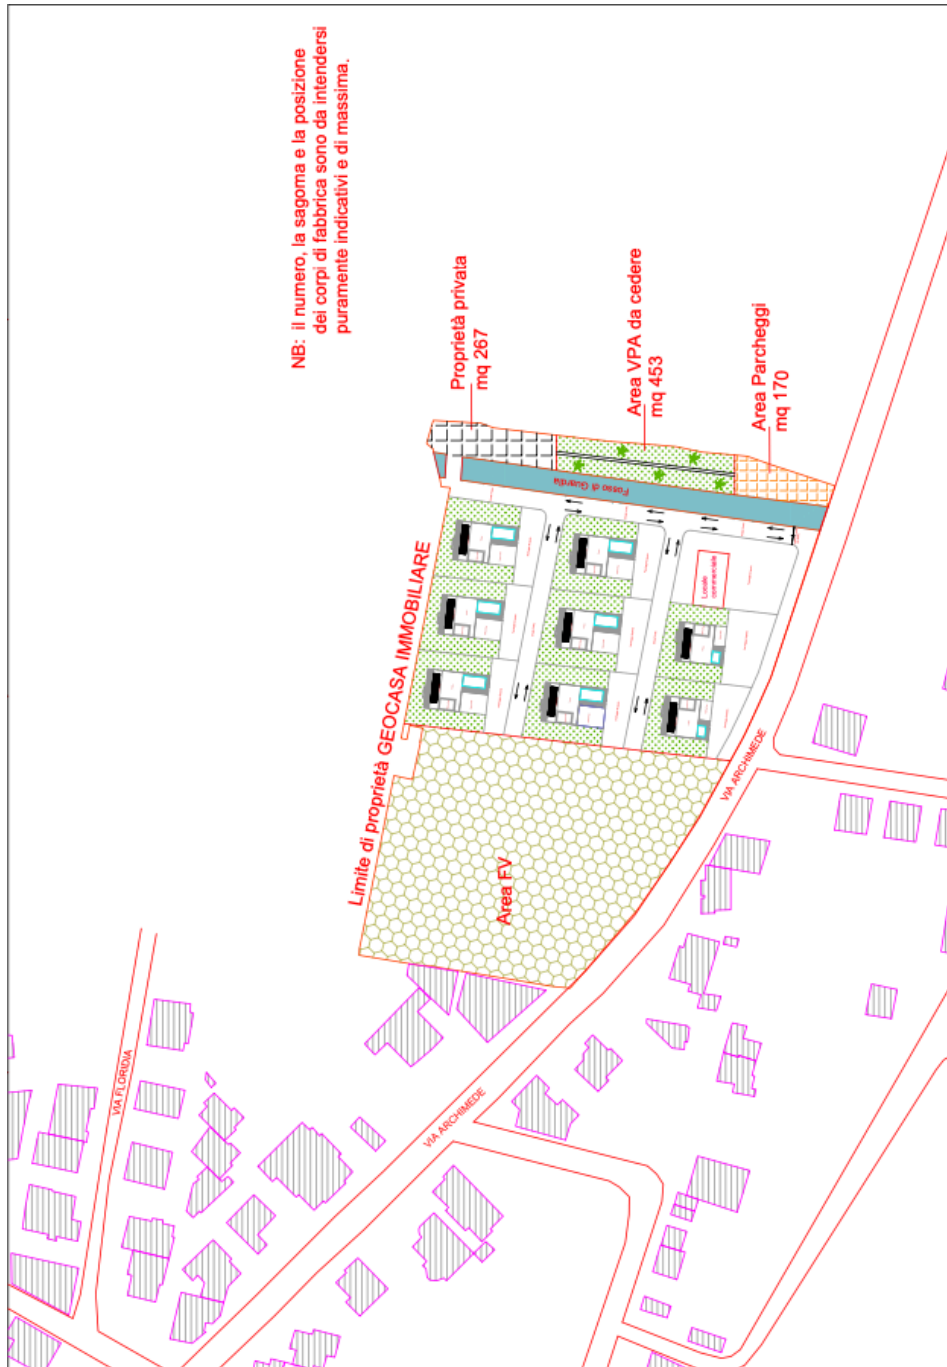 NB: il numero, la sagoma e la posizione
dei corpi di fabbrica sono da intendersi
puramente indicativi e di massima.
Proprietà privata
mq 267
Area VPA da cedere
mq 453
Area Parcheggi
mq 170
Fosso di Guardia
Limite di proprietà GEOCASA IMMOBILIARE
Locale
commerciale
Area FV
VIA ARCHIMEDE
VIA ARCHIMEDE
VIA FLORIDIA